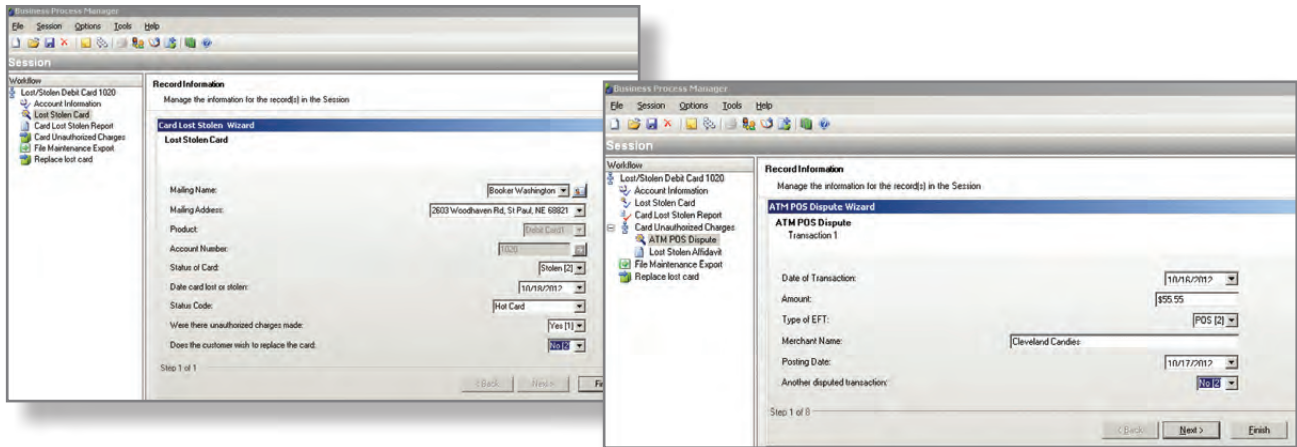 Business Process Manager
File Session Options Tools Help
Session
Workflow
Lost/Stolen Debit Card 1020
Account Information
Lost Stolen Card
Card Lost Stolen Report
Card Unauthorized Charges
File Maintenance Export
Replace lost card
Record Information
Manage the information for the record(s) in the Session
Card Lost Stolen Wizard
Lost Stolen Card
Mailing Name: Booker Washington
Mailing Address: 2603 Woodhaven Rd, St Paul, NE 68821
Product: Debit Card1
Account Number: 1020
Status of Card: Stolen [2]
Date card lost or stolen: 10/18/2012
Status Code: Hot Card
Were there unauthorized charges made: Yes [1]
Does the customer wish to replace the card: No [2
Step 1 of 1
< Back Next > Fi
Business Process Manager
File Session Options Tools Help
Session
Workflow
Lost/Stolen Debit Card 1020
Account Information
Lost Stolen Card
Card Lost Stolen Report
Card Unauthorized Charges
ATM POS Dispute
Lost Stolen Affidavit
File Maintenance Export
Replace lost card
Record Information
Manage the information for the record(s) in the Session
ATM POS Dispute Wizard
ATM POS Dispute
Transaction 1
Date of Transaction: 10/16/2012
Amount: $55.55
Type of EFT: POS [2]
Merchant Name: Cleveland Candies
Posting Date: 10/17/2012
Another disputed transaction: No [2
Step 1 of 8
< Back Next > Finish